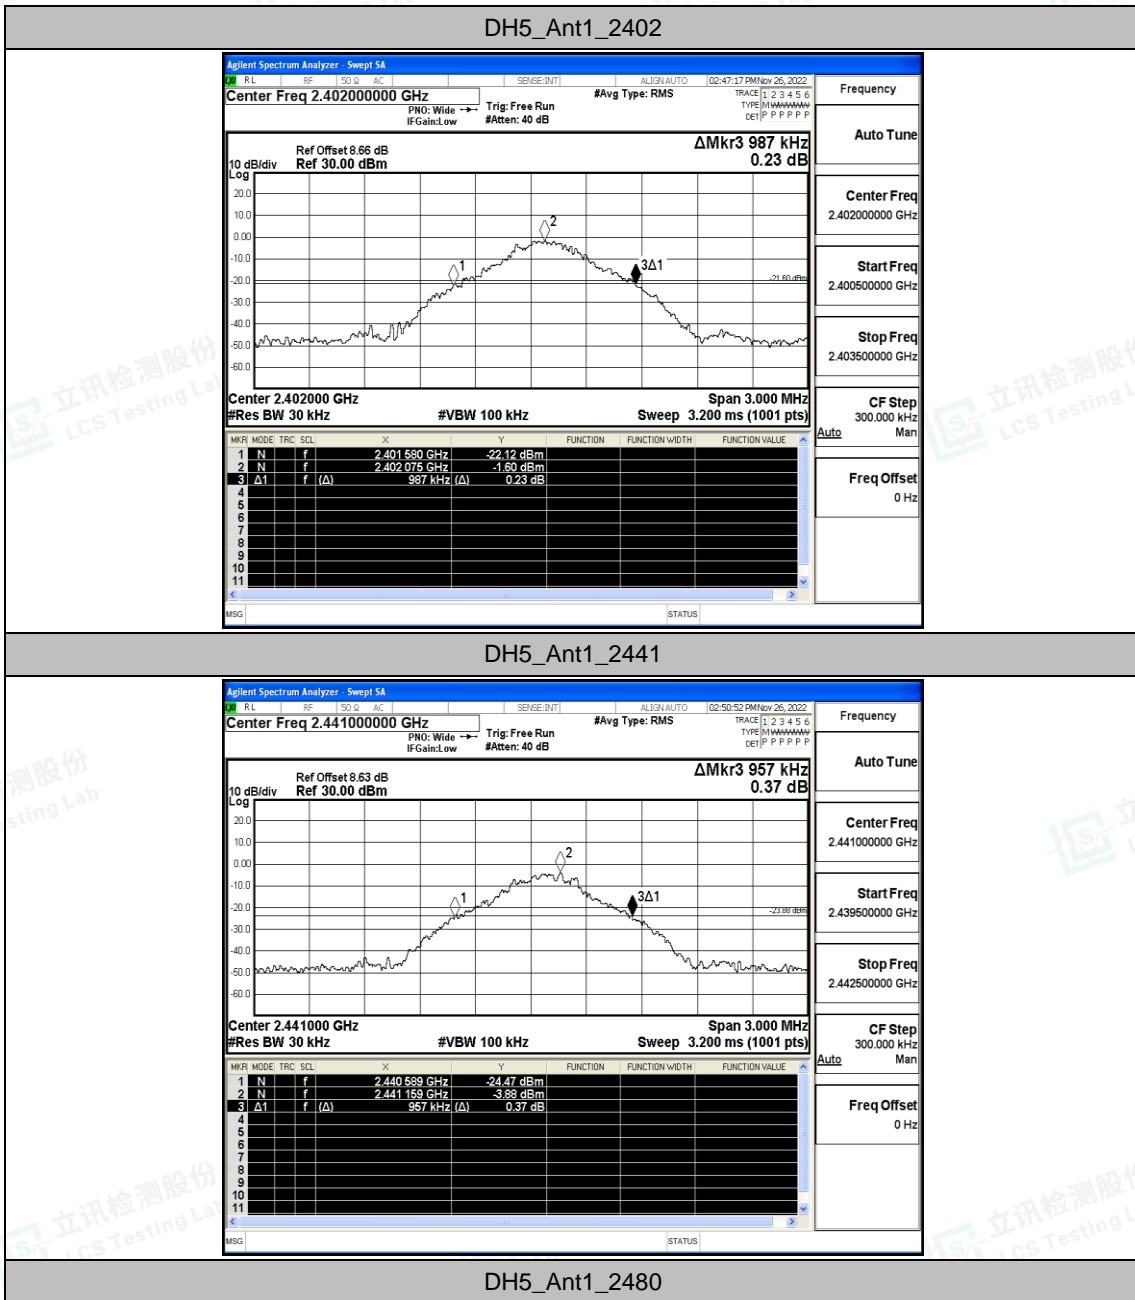 DH5_Ant1_2402
Agilent Spectrum Analyzer - Swept SA
RL RF 50 Ω AC SENSE:INT ALIGN AUTO 02:47:17 PM Nov 26, 2022
Center Freq 2.402000000 GHz
PNO: Wide
IFGain:Low
Trig: Free Run
#Atten: 40 dB
#Avg Type: RMS
TRACE 1 2 3 4 5 6
TYPE M
DET P P P P P P
Ref Offset 8.66 dB
10 dB/div Ref 30.00 dBm
Log
ΔMkr3 987 kHz
0.23 dB
20.0
10.0
0.00
-10.0
-20.0
-30.0
-40.0
-50.0
-60.0
1
2
3Δ1
-21.60 dBm
Center 2.402000 GHz Span 3.000 MHz
#Res BW 30 kHz #VBW 100 kHz Sweep 3.200 ms (1001 pts)
MKR MODE TRC SCL X Y FUNCTION FUNCTION WIDTH FUNCTION VALUE
1 N f 2.401 580 GHz -22.12 dBm
2 N f 2.402 075 GHz -1.60 dBm
3 Δ1 f (Δ) 987 kHz (Δ) 0.23 dB
4
5
6
7
8
9
10
11
MSG STATUS
Frequency
Auto Tune
Center Freq
2.402000000 GHz
Start Freq
2.400500000 GHz
Stop Freq
2.403500000 GHz
CF Step
300.000 kHz
Auto Man
Freq Offset
0 Hz
DH5_Ant1_2441
Agilent Spectrum Analyzer - Swept SA
RL RF 50 Ω AC SENSE:INT ALIGN AUTO 02:50:52 PM Nov 26, 2022
Center Freq 2.441000000 GHz
PNO: Wide
IFGain:Low
Trig: Free Run
#Atten: 40 dB
#Avg Type: RMS
TRACE 1 2 3 4 5 6
TYPE M
DET P P P P P P
Ref Offset 8.63 dB
10 dB/div Ref 30.00 dBm
Log
ΔMkr3 957 kHz
0.37 dB
20.0
10.0
0.00
-10.0
-20.0
-30.0
-40.0
-50.0
-60.0
1
2
3Δ1
-23.88 dBm
Center 2.441000 GHz Span 3.000 MHz
#Res BW 30 kHz #VBW 100 kHz Sweep 3.200 ms (1001 pts)
MKR MODE TRC SCL X Y FUNCTION FUNCTION WIDTH FUNCTION VALUE
1 N f 2.440 589 GHz -24.47 dBm
2 N f 2.441 159 GHz -3.88 dBm
3 Δ1 f (Δ) 957 kHz (Δ) 0.37 dB
4
5
6
7
8
9
10
11
MSG STATUS
Frequency
Auto Tune
Center Freq
2.441000000 GHz
Start Freq
2.439500000 GHz
Stop Freq
2.442500000 GHz
CF Step
300.000 kHz
Auto Man
Freq Offset
0 Hz
DH5_Ant1_2480
立讯检测股份
LCS Testing Lab